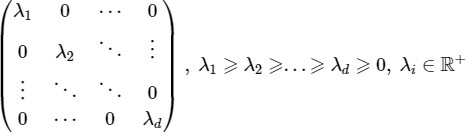 \begin{pmatrix} \lambda_1 & 0 & \cdots & 0 \\ 0 & \lambda_2 & \ddots & \vdots \\ \vdots & \ddots & \ddots & 0 \\ 0 & \cdots & 0 & \lambda_d \end{pmatrix} , \lambda_1 \geqslant \lambda_2 \geqslant \ldots \geqslant \lambda_d \geqslant 0, \lambda_i \in \mathbb{R}^+